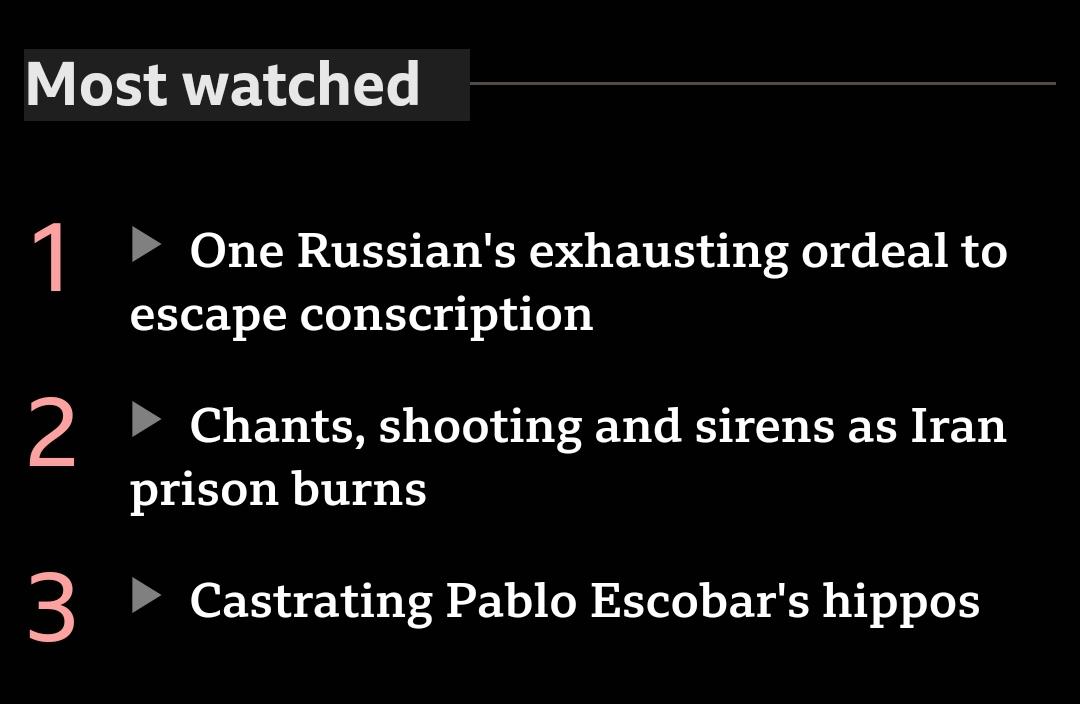 Most watched
1 One Russian's exhausting ordeal to
escape conscription
2 Chants, shooting and sirens as Iran
prison burns
3 Castrating Pablo Escobar's hippos